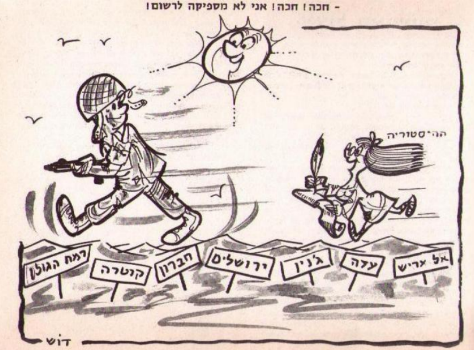 - חכה! חכה! אני לא מספיקה לרשום!
ההיסטוריה
אל עריש
עזה
ג'נין
ירושלים
חברון
קונטרה
רמת הגולן
דוש